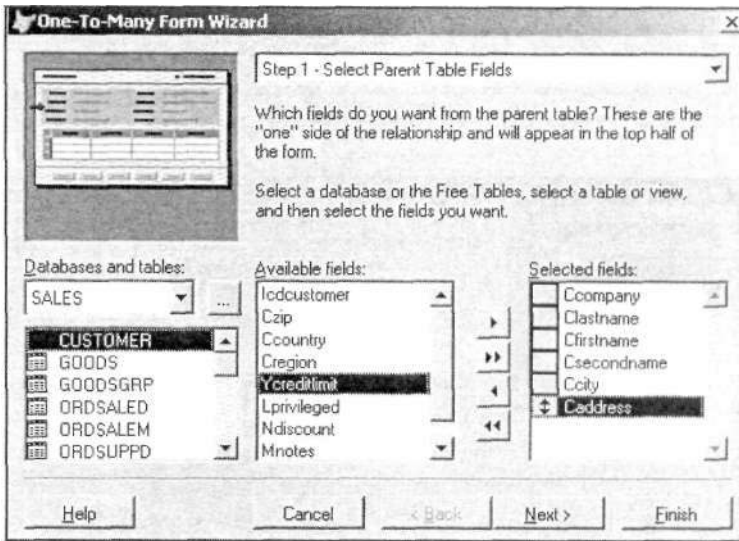 One-To-Many Form Wizard
Step 1 - Select Parent Table Fields
Which fields do you want from the parent table? These are the
"one" side of the relationship and will appear in the top half of
the form.
Select a database or the Free Tables, select a table or view,
and then select the fields you want.
Databases and tables:
SALES
...
CUSTOMER
GOODS
GOODSGRP
ORDSALED
ORDSALEM
ORDSUPPD
Available fields:
Icdcustomer
Czip
Ccountry
Cregion
Ycreditlimit
Lprivileged
Ndiscount
Mnotes
Selected fields:
Ccompany
Clastname
Cfirstname
Csecondname
Ccity
Caddress
Help
Cancel
< Back
Next >
Finish